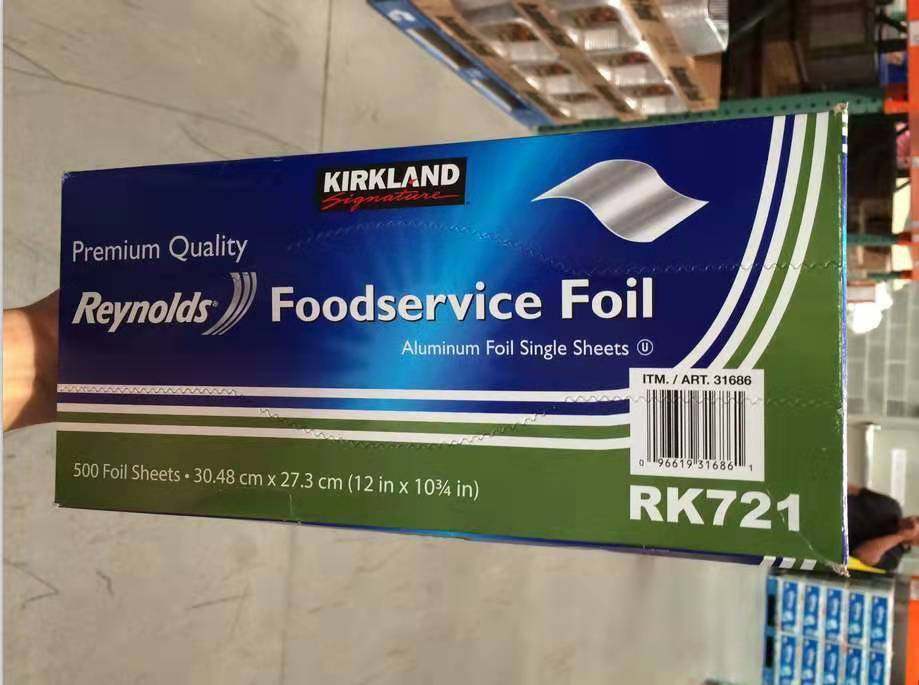 KIRKLAND
Signature
Premium Quality
Reynolds® Foodservice Foil
Aluminum Foil Single Sheets Ⓤ
ITM. / ART. 31686
0 96619 31686 1
500 Foil Sheets • 30.48 cm x 27.3 cm (12 in x 10¾ in)
RK721